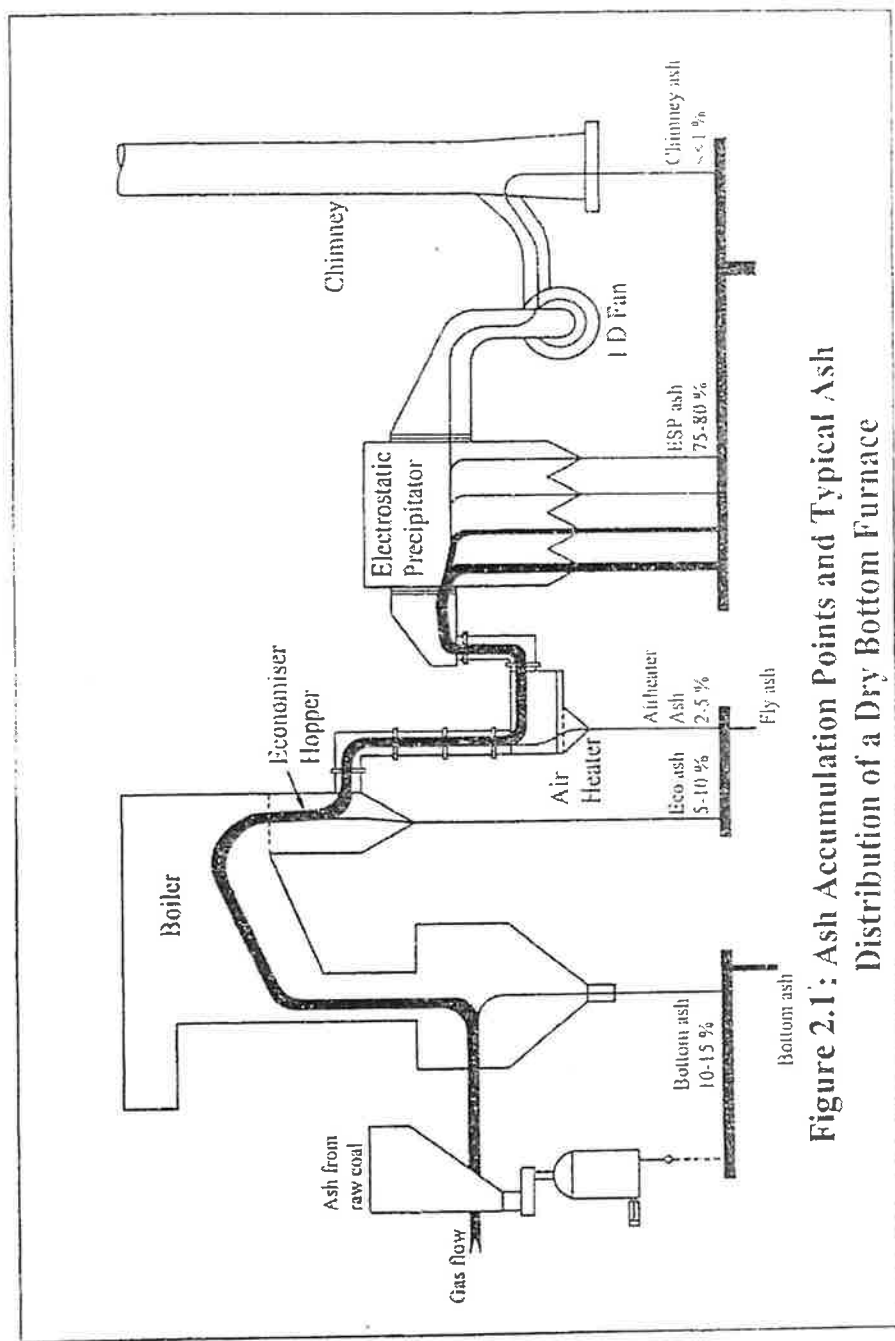 Ash from
raw coal
Gas flow
Boiler
Economiser
Hopper
Air
Heater
Electrostatic
Precipitator
I D Fan
Chimney
Bottom ash
10-15 %
Eco ash
5-10 %
Airheater
Ash
2-5 %
ESP ash
75-80 %
Chimney ash
<<1 %
Bottom ash
Fly ash
Figure 2.1: Ash Accumulation Points and Typical Ash
Distribution of a Dry Bottom Furnace